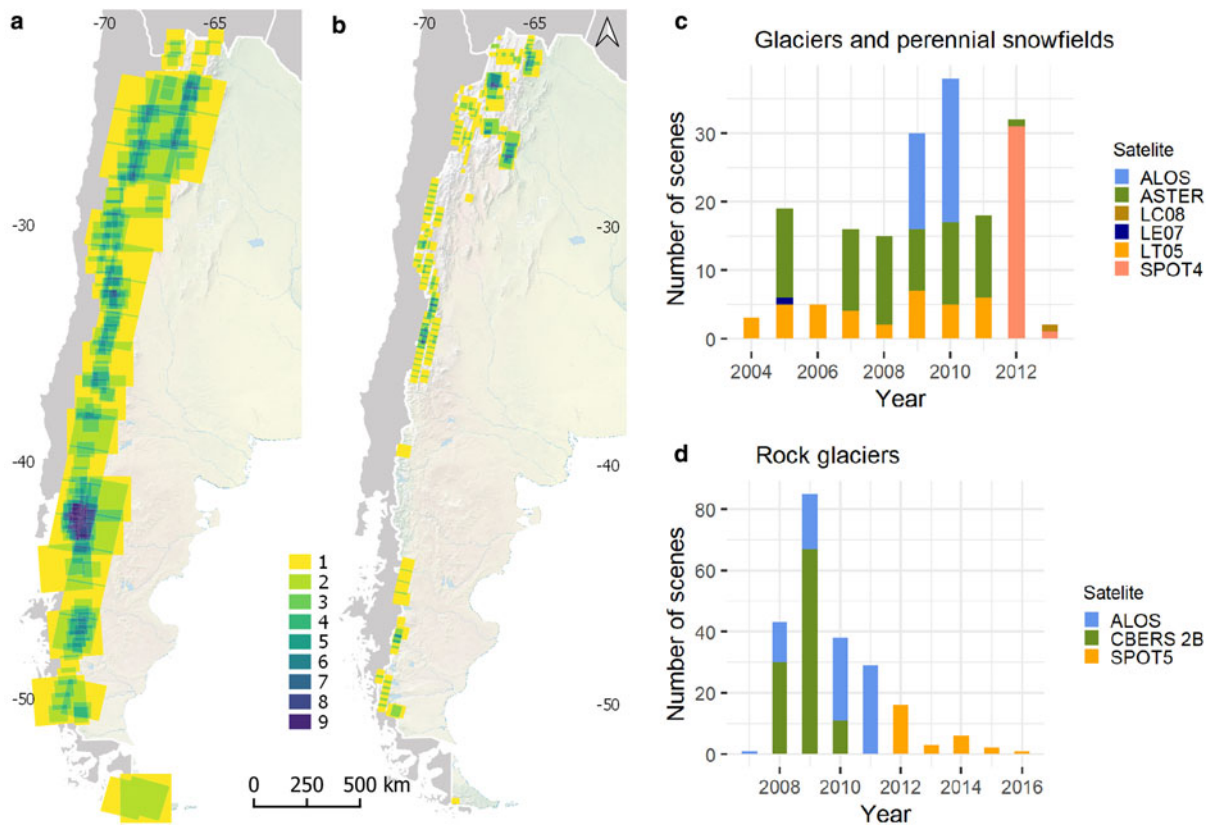 a
-70
-65
-30
-40
-50
b
-70
-65
-30
-40
-50
1
2
3
4
5
6
7
8
9
0 250 500 km
c
Glaciers and perennial snowfields
Number of scenes
30
20
10
0
2004 2006 2008 2010 2012
Year
Satelite
ALOS
ASTER
LC08
LE07
LT05
SPOT4
d
Rock glaciers
Number of scenes
80
60
40
20
0
2008 2010 2012 2014 2016
Year
Satelite
ALOS
CBERS 2B
SPOT5